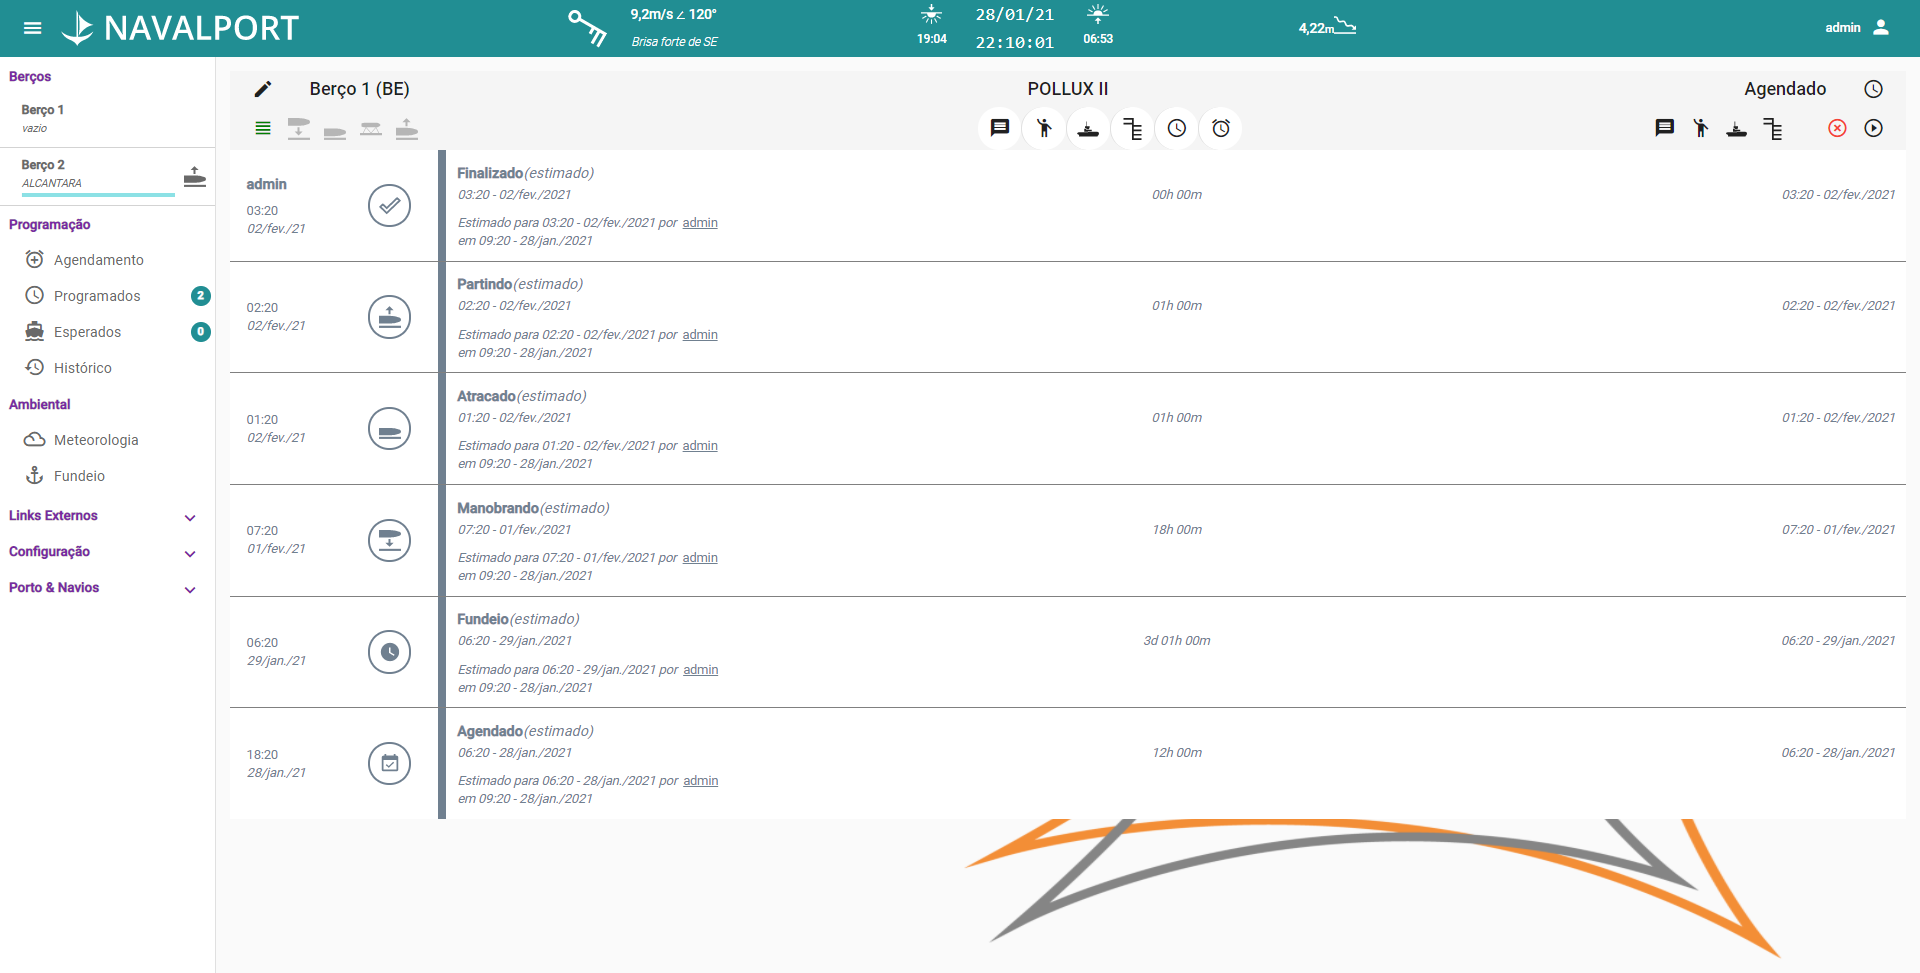 NAVALPORT
9,2m/s ∠ 120°
Brisa forte de SE
19:04
28/01/21
22:10:01
06:53
4,22m
admin
Berços
Berço 1
vazio
Berço 2
ALCANTARA
Programação
Agendamento
Programados
2
Esperados
0
Histórico
Ambiental
Meteorologia
Fundeio
Links Externos
Configuração
Porto & Navios
Berço 1 (BE)
POLLUX II
Agendado
admin
03:20
02/fev./21
Finalizado(estimado)
03:20 - 02/fev./2021
00h 00m
03:20 - 02/fev./2021
Estimado para 03:20 - 02/fev./2021 por admin
em 09:20 - 28/jan./2021
02:20
02/fev./21
Partindo(estimado)
02:20 - 02/fev./2021
01h 00m
02:20 - 02/fev./2021
Estimado para 02:20 - 02/fev./2021 por admin
em 09:20 - 28/jan./2021
01:20
02/fev./21
Atracado(estimado)
01:20 - 02/fev./2021
01h 00m
01:20 - 02/fev./2021
Estimado para 01:20 - 02/fev./2021 por admin
em 09:20 - 28/jan./2021
07:20
01/fev./21
Manobrando(estimado)
07:20 - 01/fev./2021
18h 00m
07:20 - 01/fev./2021
Estimado para 07:20 - 01/fev./2021 por admin
em 09:20 - 28/jan./2021
06:20
29/jan./21
Fundeio(estimado)
06:20 - 29/jan./2021
3d 01h 00m
06:20 - 29/jan./2021
Estimado para 06:20 - 29/jan./2021 por admin
em 09:20 - 28/jan./2021
18:20
28/jan./21
Agendado(estimado)
06:20 - 28/jan./2021
12h 00m
06:20 - 28/jan./2021
Estimado para 06:20 - 28/jan./2021 por admin
em 09:20 - 28/jan./2021